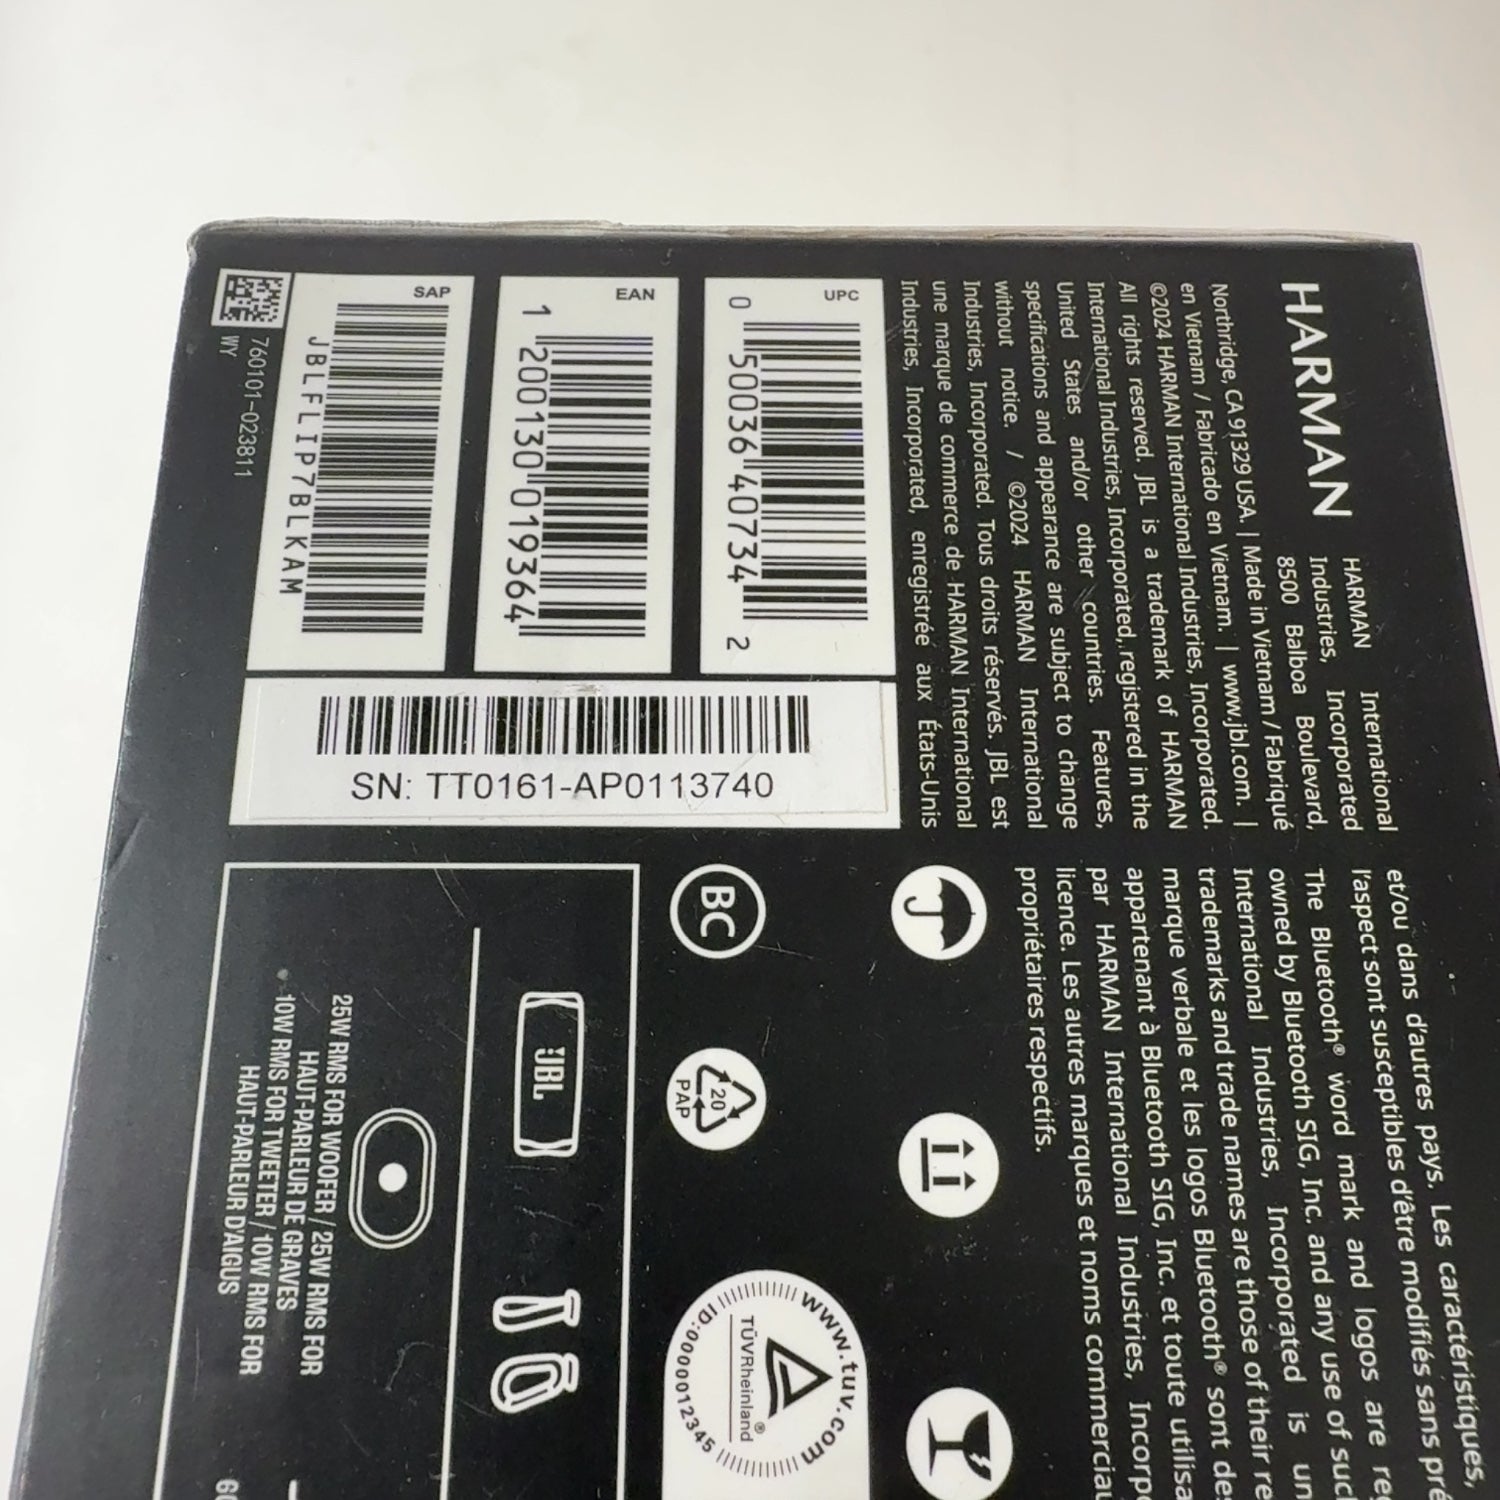 HARMAN
HARMAN International
Industries, Incorporated
8500 Balboa Boulevard,
Northridge, CA 91329 USA. | Made in Vietnam / Fabriqué
en Vietnam / Fabricado en Vietnam. | www.jbl.com. |
©2024 HARMAN International Industries, Incorporated.
All rights reserved. JBL is a trademark of HARMAN
International Industries, Incorporated, registered in the
United States and/or other countries. Features,
specifications and appearance are subject to change
without notice. / ©2024 HARMAN International
Industries, Incorporated. Tous droits réservés. JBL est
une marque de commerce de HARMAN International
Industries, Incorporated, enregistrée aux États-Unis
et/ou dans d'autres pays. Les caractéristiques,
l'aspect sont susceptibles d'être modifiés sans pré
The Bluetooth® word mark and logos are re
owned by Bluetooth SIG, Inc. and any use of suc
International Industries, Incorporated is un
trademarks and trade names are those of their re
marque verbale et les logos Bluetooth® sont de
appartenant à Bluetooth SIG, Inc. et toute utilisa
par HARMAN International Industries, Incorp
licence. Les autres marques et noms commerciau
propriétaires respectifs.
UPC
0 50036 40734 2
EAN
1 200130 019364
SAP
JBLFLIP7BLKAM
760101-023811
WY
SN: TT0161-AP0113740
BC
20
PAP
www.tuv.com
TÜVRheinland®
ID:0000012345
JBL
25W RMS FOR WOOFER / 25W RMS FOR
HAUT-PARLEUR DE GRAVES
10W RMS FOR TWEETER / 10W RMS FOR
HAUT-PARLEUR D'AIGUS
60